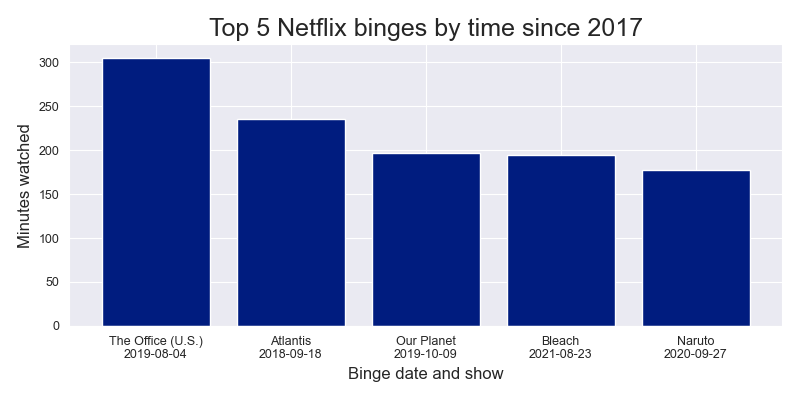 Top 5 Netflix binges by time since 2017
Minutes watched
300
250
200
150
100
50
0
The Office (U.S.) Atlantis Our Planet Bleach Naruto
2019-08-04 2018-09-18 2019-10-09 2021-08-23 2020-09-27
Binge date and show